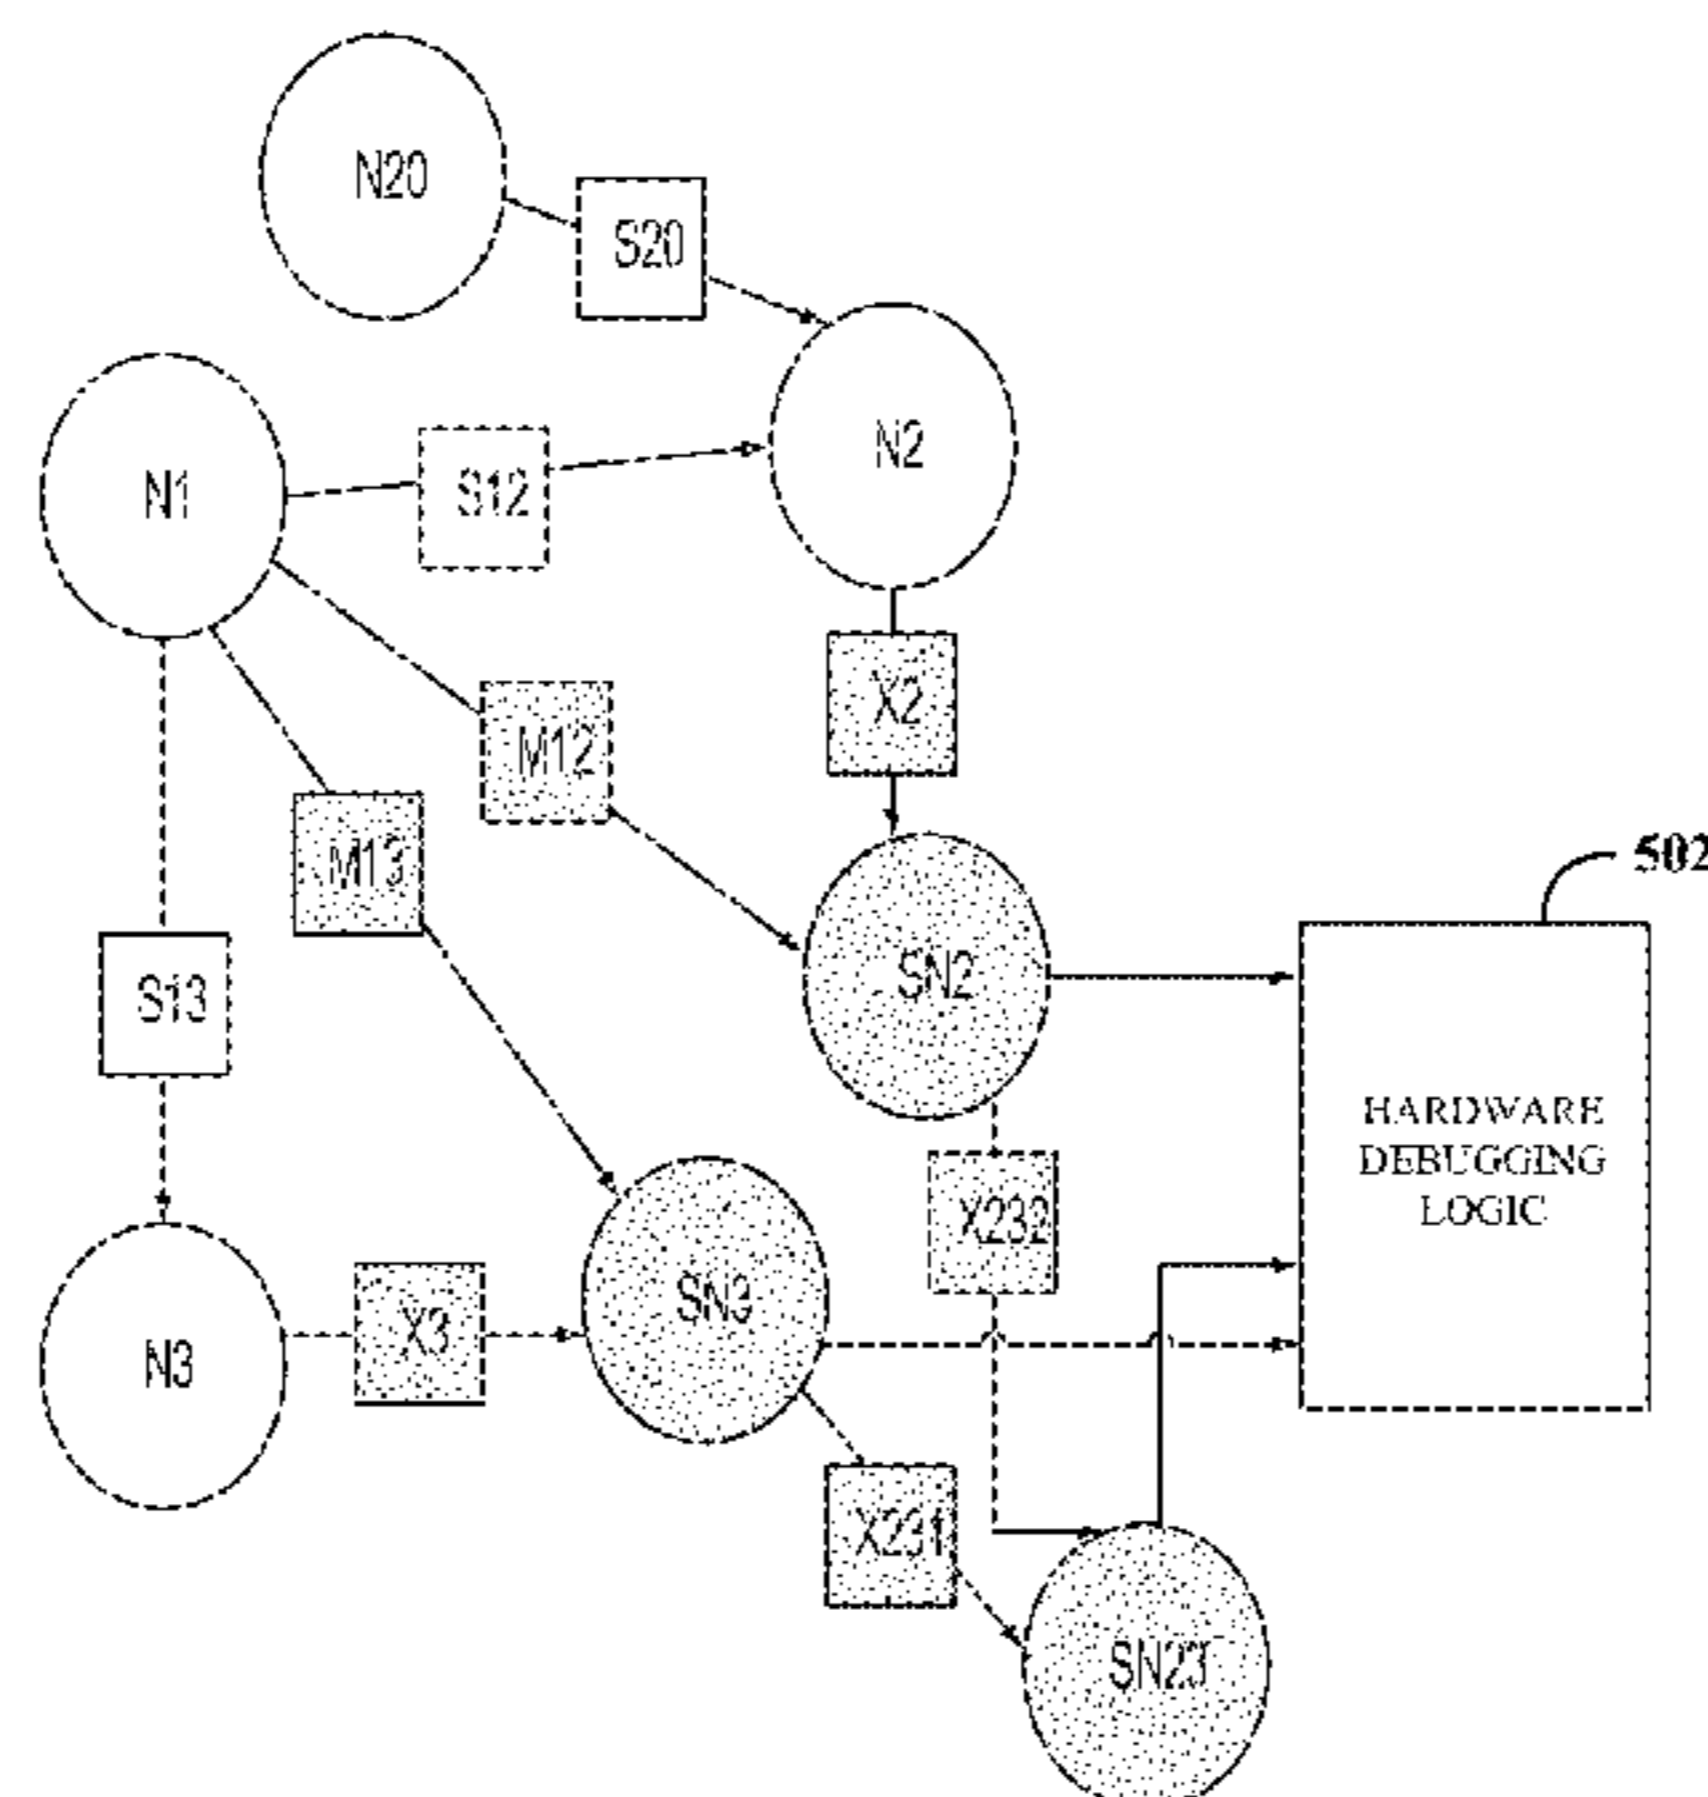 N20
S20
N2
N1
S12
X2
M12
M13
502
SN2
S13
HARDWARE
DEBUGGING
LOGIC
X232
SN3
X3
N3
X231
SN23